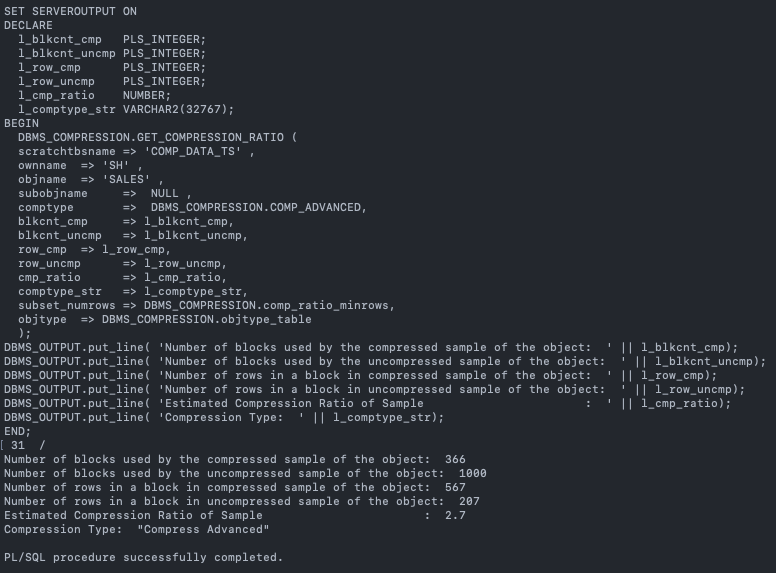 SET SERVEROUTPUT ON
DECLARE
  l_blkcnt_cmp   PLS_INTEGER;
  l_blkcnt_uncmp PLS_INTEGER;
  l_row_cmp      PLS_INTEGER;
  l_row_uncmp    PLS_INTEGER;
  l_cmp_ratio    NUMBER;
  l_comptype_str VARCHAR2(32767);
BEGIN
  DBMS_COMPRESSION.GET_COMPRESSION_RATIO (
  scratchtbsname => 'COMP_DATA_TS' ,
  ownname  => 'SH' ,
  objname  => 'SALES' ,
  subobjname     =>  NULL ,
  comptype       =>  DBMS_COMPRESSION.COMP_ADVANCED,
  blkcnt_cmp     => l_blkcnt_cmp,
  blkcnt_uncmp   => l_blkcnt_uncmp,
  row_cmp  => l_row_cmp,
  row_uncmp      => l_row_uncmp,
  cmp_ratio      => l_cmp_ratio,
  comptype_str   => l_comptype_str,
  subset_numrows => DBMS_COMPRESSION.comp_ratio_minrows,
  objtype  => DBMS_COMPRESSION.objtype_table
  );
DBMS_OUTPUT.put_line( 'Number of blocks used by the compressed sample of the object:  ' || l_blkcnt_cmp);
DBMS_OUTPUT.put_line( 'Number of blocks used by the uncompressed sample of the object:  ' || l_blkcnt_uncmp);
DBMS_OUTPUT.put_line( 'Number of rows in a block in compressed sample of the object:  ' || l_row_cmp);
DBMS_OUTPUT.put_line( 'Number of rows in a block in uncompressed sample of the object:  ' || l_row_uncmp);
DBMS_OUTPUT.put_line( 'Estimated Compression Ratio of Sample                       :  ' || l_cmp_ratio);
DBMS_OUTPUT.put_line( 'Compression Type:  ' || l_comptype_str);
END;
[ 31  /
Number of blocks used by the compressed sample of the object:  366
Number of blocks used by the uncompressed sample of the object:  1000
Number of rows in a block in compressed sample of the object:  567
Number of rows in a block in uncompressed sample of the object:  207
Estimated Compression Ratio of Sample                       :  2.7
Compression Type:  "Compress Advanced"
PL/SQL procedure successfully completed.